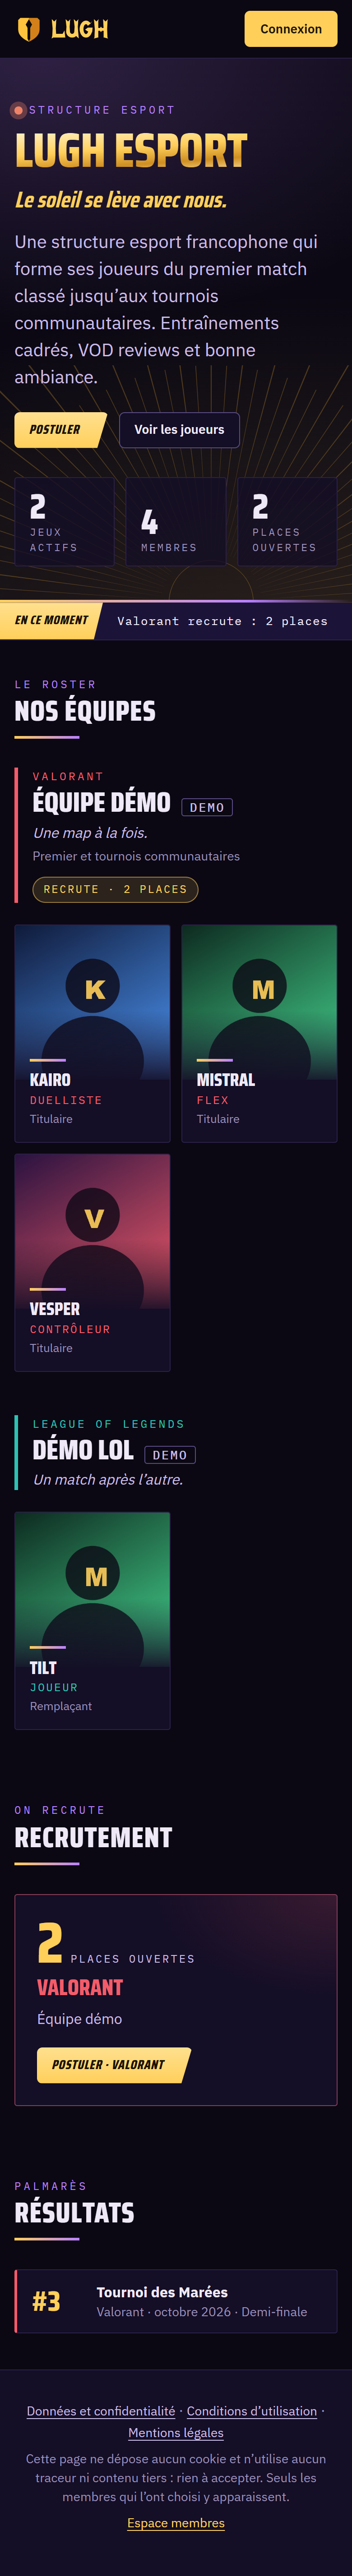 LUGH
Connexion
STRUCTURE ESPORT
LUGH ESPORT
Le soleil se lève avec nous.
Une structure esport francophone qui
forme ses joueurs du premier match
classé jusqu’aux tournois
communautaires. Entraînements
cadrés, VOD reviews et bonne
ambiance.
POSTULER
Voir les joueurs
2
JEUX
ACTIFS
4
MEMBRES
2
PLACES
OUVERTES
EN CE MOMENT
Valorant recrute : 2 places
LE ROSTER
NOS ÉQUIPES
VALORANT
ÉQUIPE DÉMO DEMO
Une map à la fois.
Premier et tournois communautaires
RECRUTE · 2 PLACES
K
KAIRO
DUELLISTE
Titulaire
M
MISTRAL
FLEX
Titulaire
V
VESPER
CONTRÔLEUR
Titulaire
LEAGUE OF LEGENDS
DÉMO LOL DEMO
Un match après l’autre.
M
TILT
JOUEUR
Remplaçant
ON RECRUTE
RECRUTEMENT
2 PLACES OUVERTES
VALORANT
Équipe démo
POSTULER · VALORANT
PALMARÈS
RÉSULTATS
#3
Tournoi des Marées
Valorant · octobre 2026 · Demi-finale
Données et confidentialité · Conditions d’utilisation ·
Mentions légales
Cette page ne dépose aucun cookie et n’utilise aucun
traceur ni contenu tiers : rien à accepter. Seuls les
membres qui l’ont choisi y apparaissent.
Espace membres